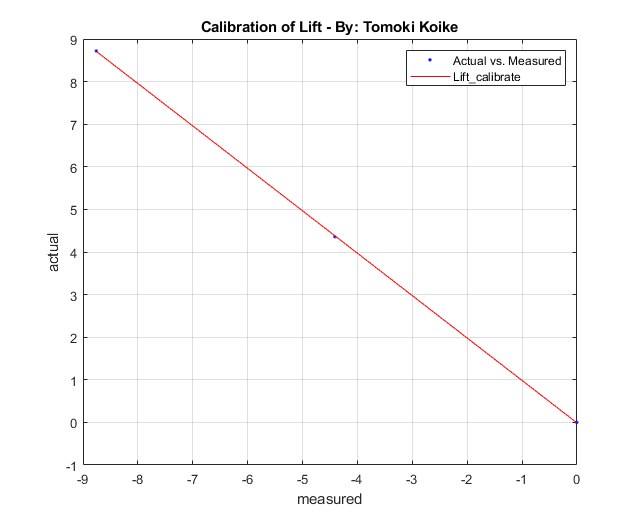 Calibration of Lift - By: Tomoki Koike
Actual vs. Measured
Lift_calibrate
9
8
7
6
5
4
3
2
1
0
-1
actual
-9 -8 -7 -6 -5 -4 -3 -2 -1 0
measured